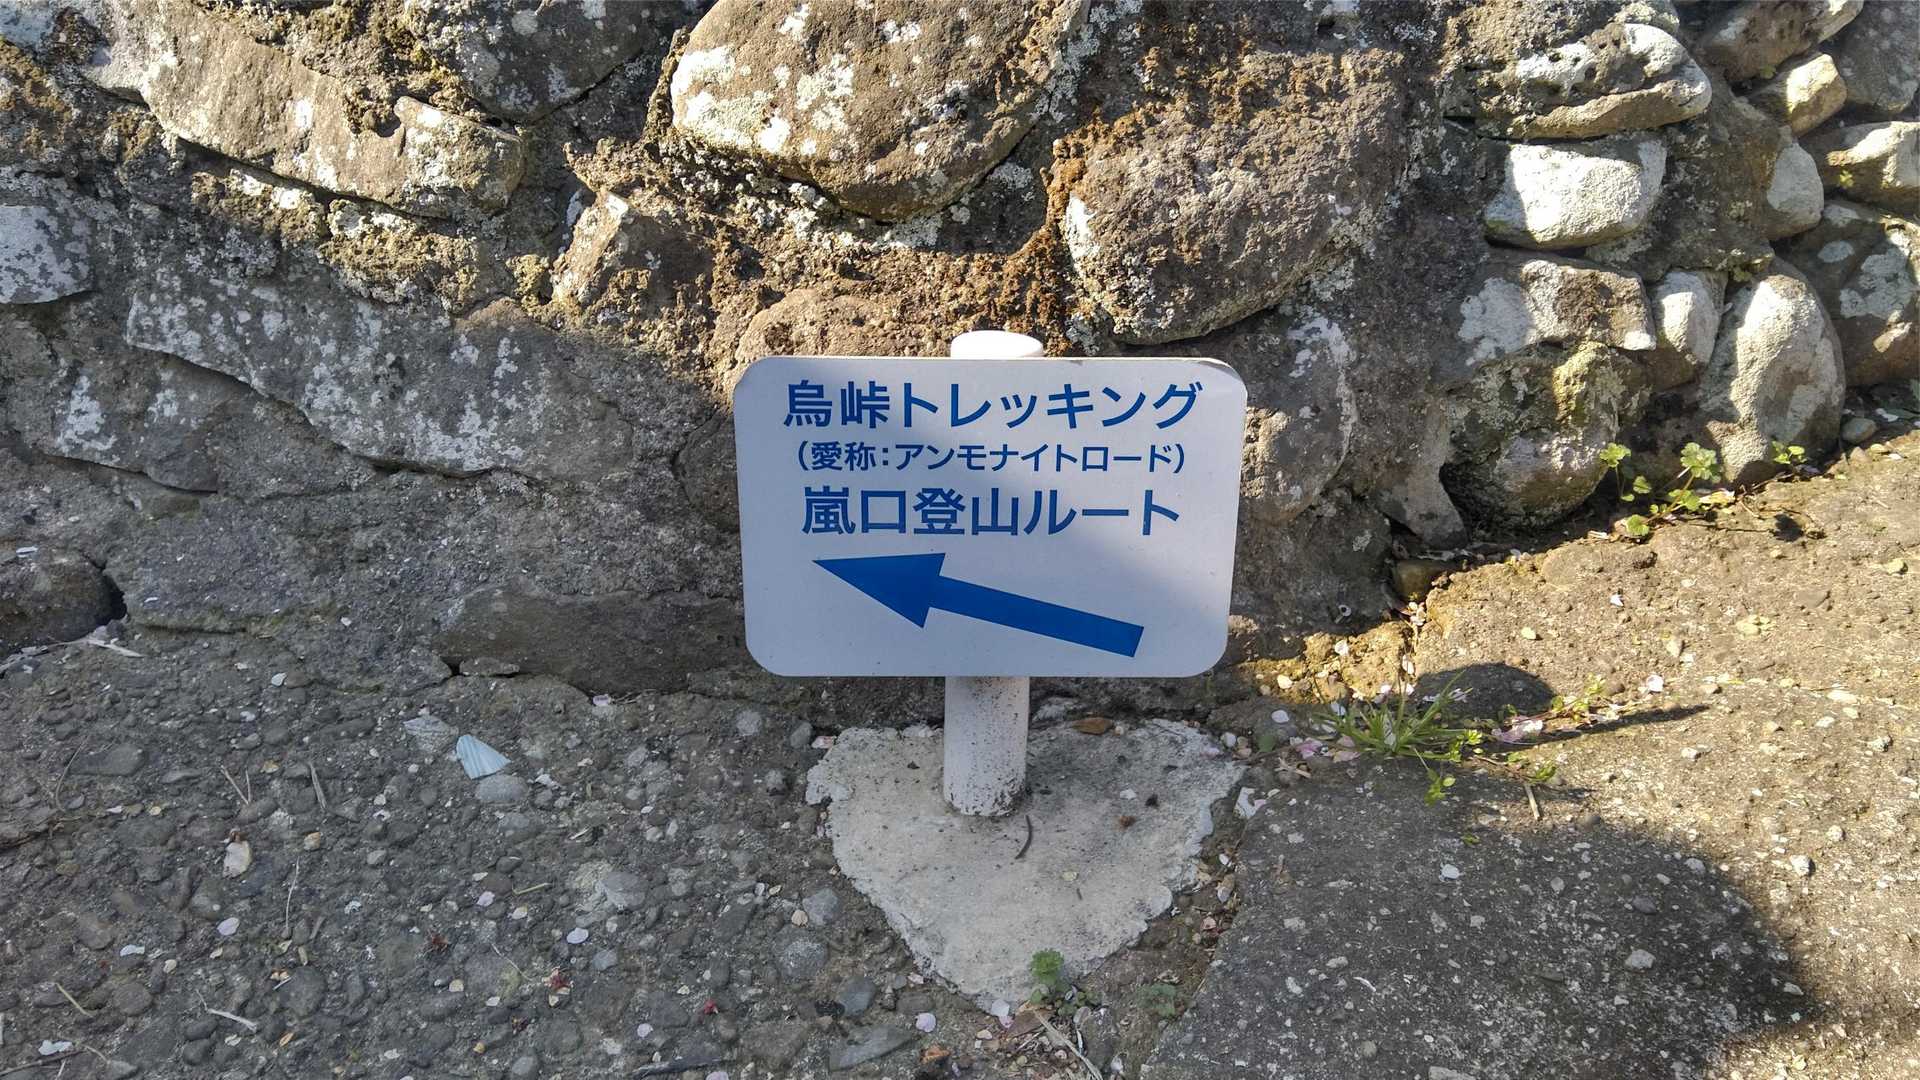 烏峠トレッキング
（愛称：アンモナイトロード）
嵐口登山ルート